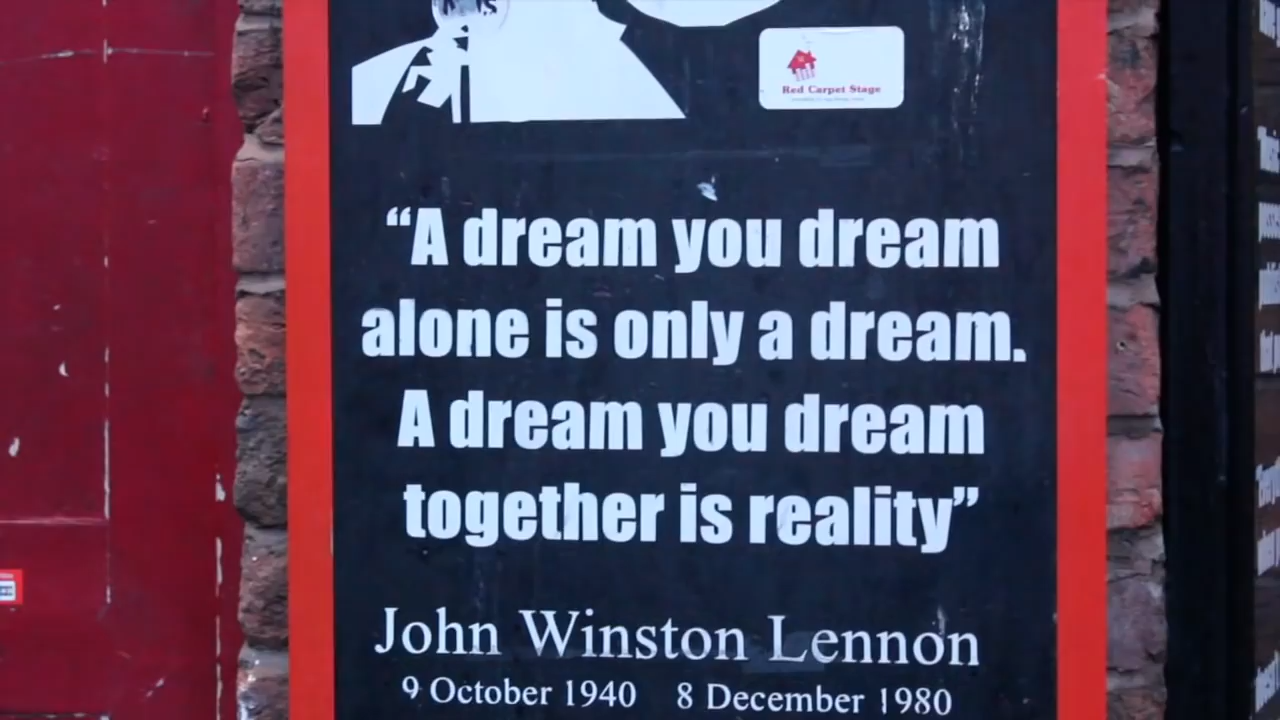 Red Carpet Stage
“A dream you dream
alone is only a dream.
A dream you dream
together is reality”
John Winston Lennon
9 October 1940 8 December 1980